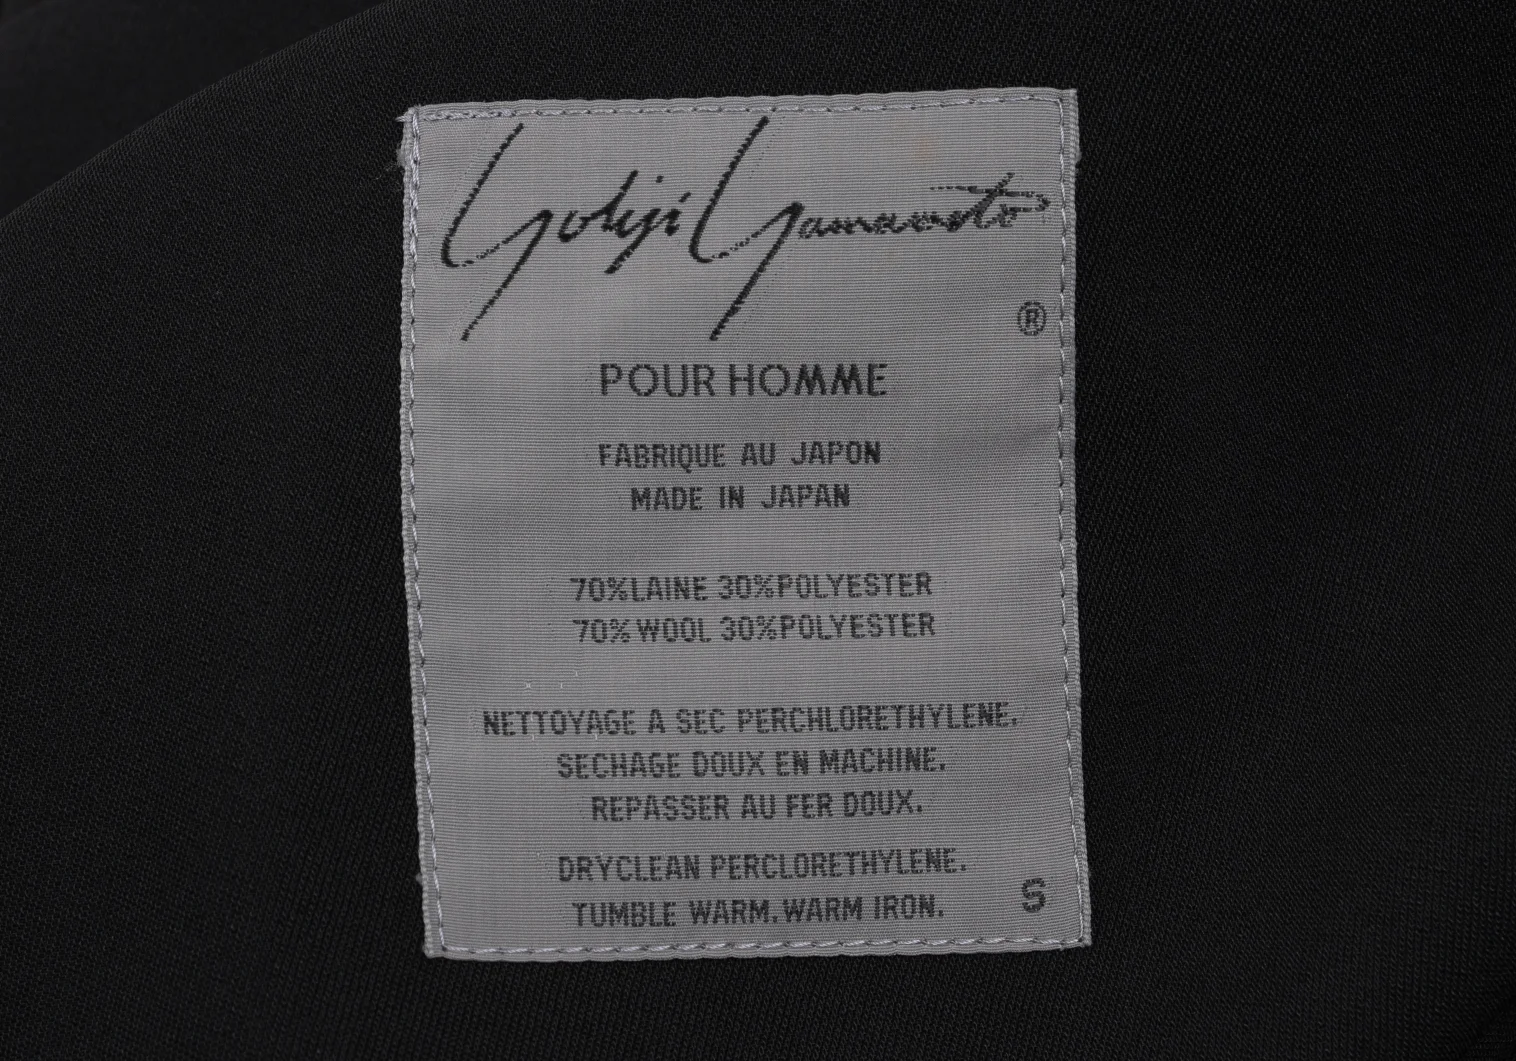 Yohji Yamamoto
®
POUR HOMME
FABRIQUE AU JAPON
MADE IN JAPAN
70%LAINE 30%POLYESTER
70%WOOL 30%POLYESTER
NETTOYAGE A SEC PERCHLORETHYLENE.
SECHAGE DOUX EN MACHINE.
REPASSER AU FER DOUX.
DRYCLEAN PERCLORETHYLENE.
TUMBLE WARM. WARM IRON.
S